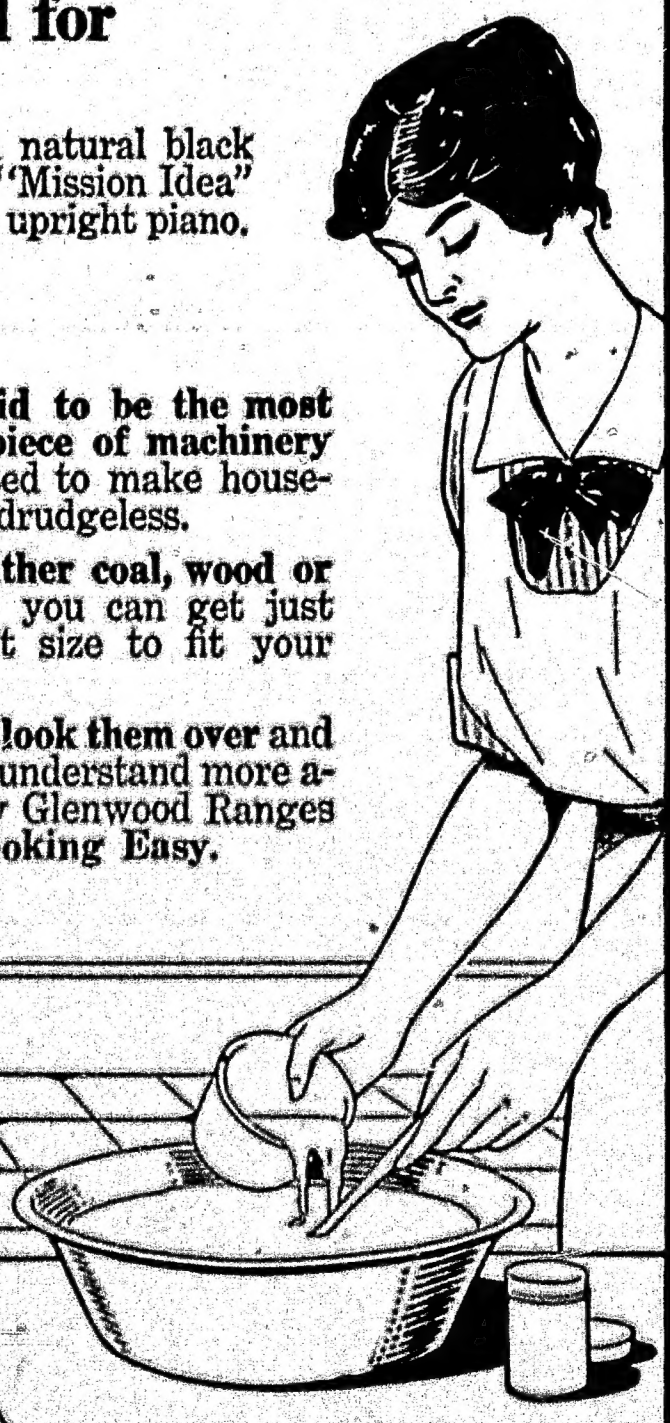 for
natural black
"Mission Idea"
upright piano.
id to be the most
piece of machinery
ed to make house-
drudgeless.
ther coal, wood or
you can get just
t size to fit your
look them over and
understand more a-
Glenwood Ranges
oking Easy.